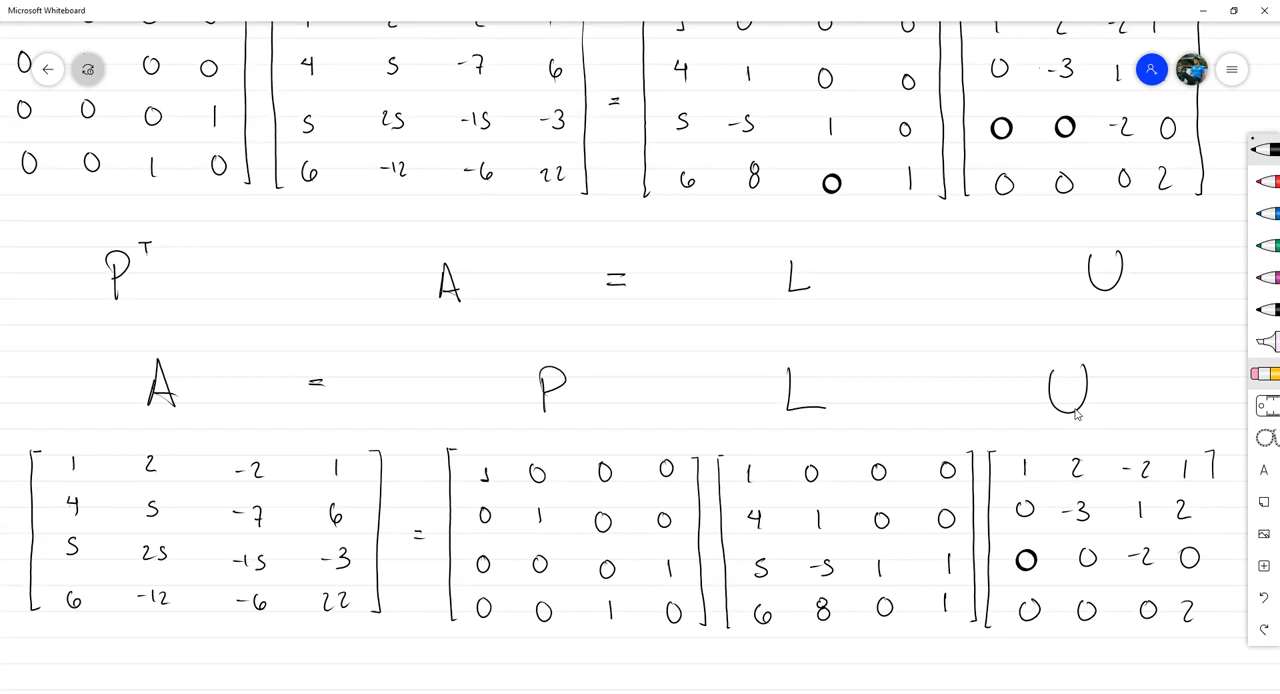 Microsoft Whiteboard
0 0 0 4 5 -7 6 4 1 0 0 0 -3 1
0 0 0 1 5 25 -15 -3 = 5 -5 1 0 0 0 -2 0
0 0 1 0 6 -12 -6 22 6 8 0 1 0 0 0 2
P^T A = L U
A = P L U
1 2 -2 1 1 0 0 0 1 0 0 0 1 2 -2 1
4 5 -7 6 0 1 0 0 4 1 0 0 0 -3 1 2
5 25 -15 -3 = 0 0 0 1 5 -5 1 1 0 0 -2 0
6 -12 -6 22 0 0 1 0 6 8 0 1 0 0 0 2
A